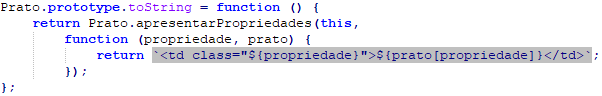 Prato.prototype.toString = function () {
return Prato.apresentarPropriedades(this,
function (propriedade, prato) {
return `<td class="${propriedade}">${prato[propriedade]}</td>`;
});
};